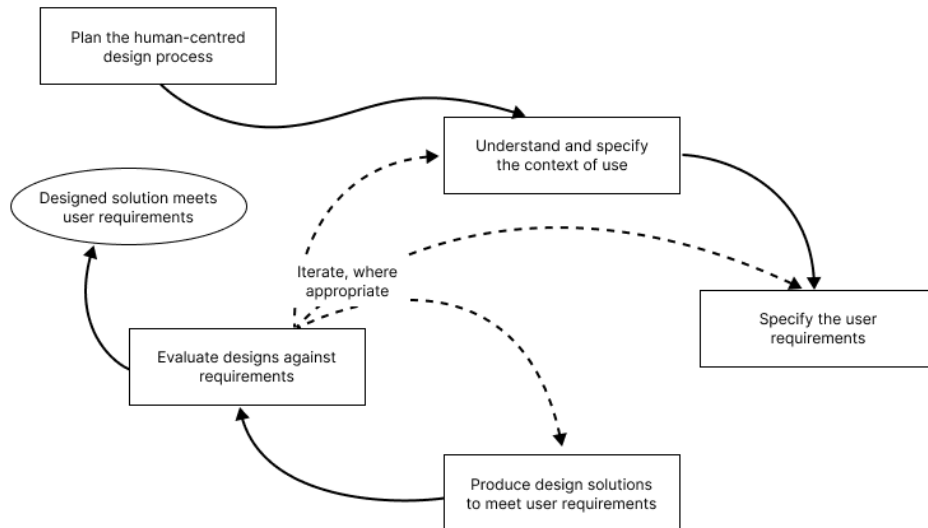 Plan the human-centred
design process
Understand and specify
the context of use
Designed solution meets
user requirements
Iterate, where
appropriate
Specify the user
requirements
Evaluate designs against
requirements
Produce design solutions
to meet user requirements